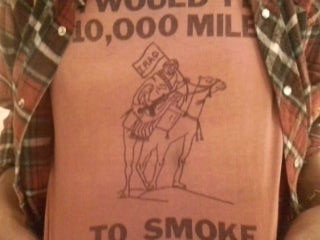 WOULD
10,000 MILE
IRAQ
TO SMOKE